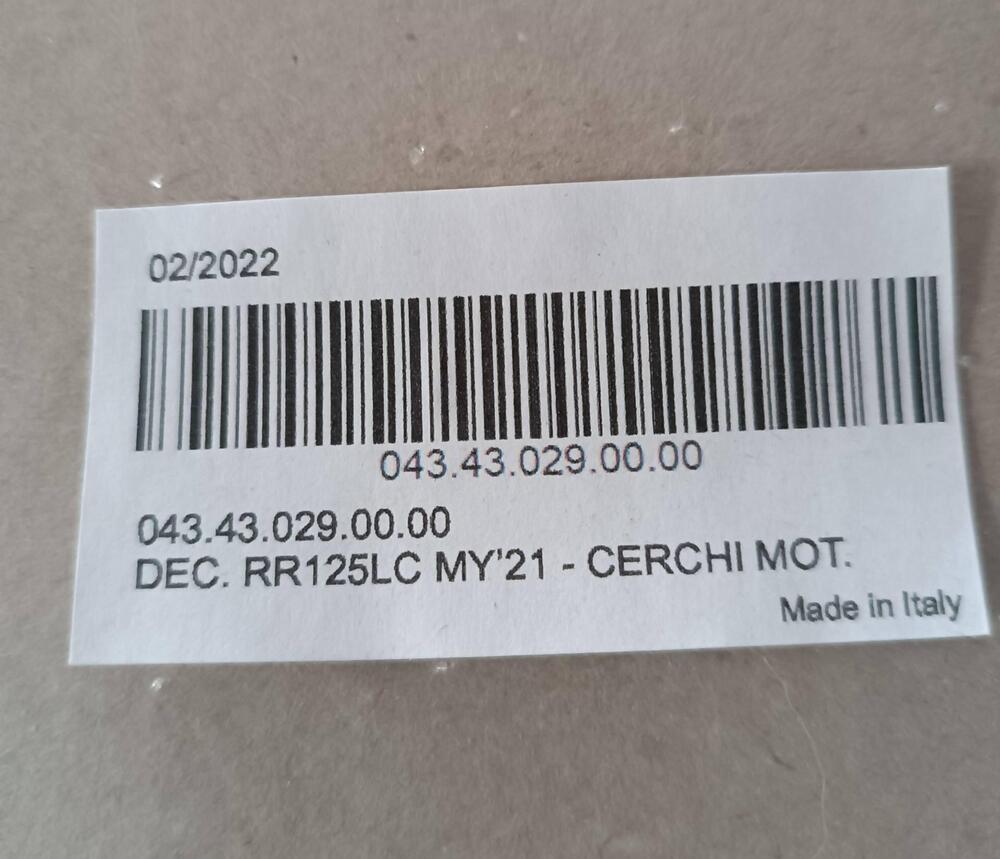 02/2022
043.43.029.00.00
043.43.029.00.00
DEC. RR125LC MY'21 - CERCHI MOT.
Made in Italy